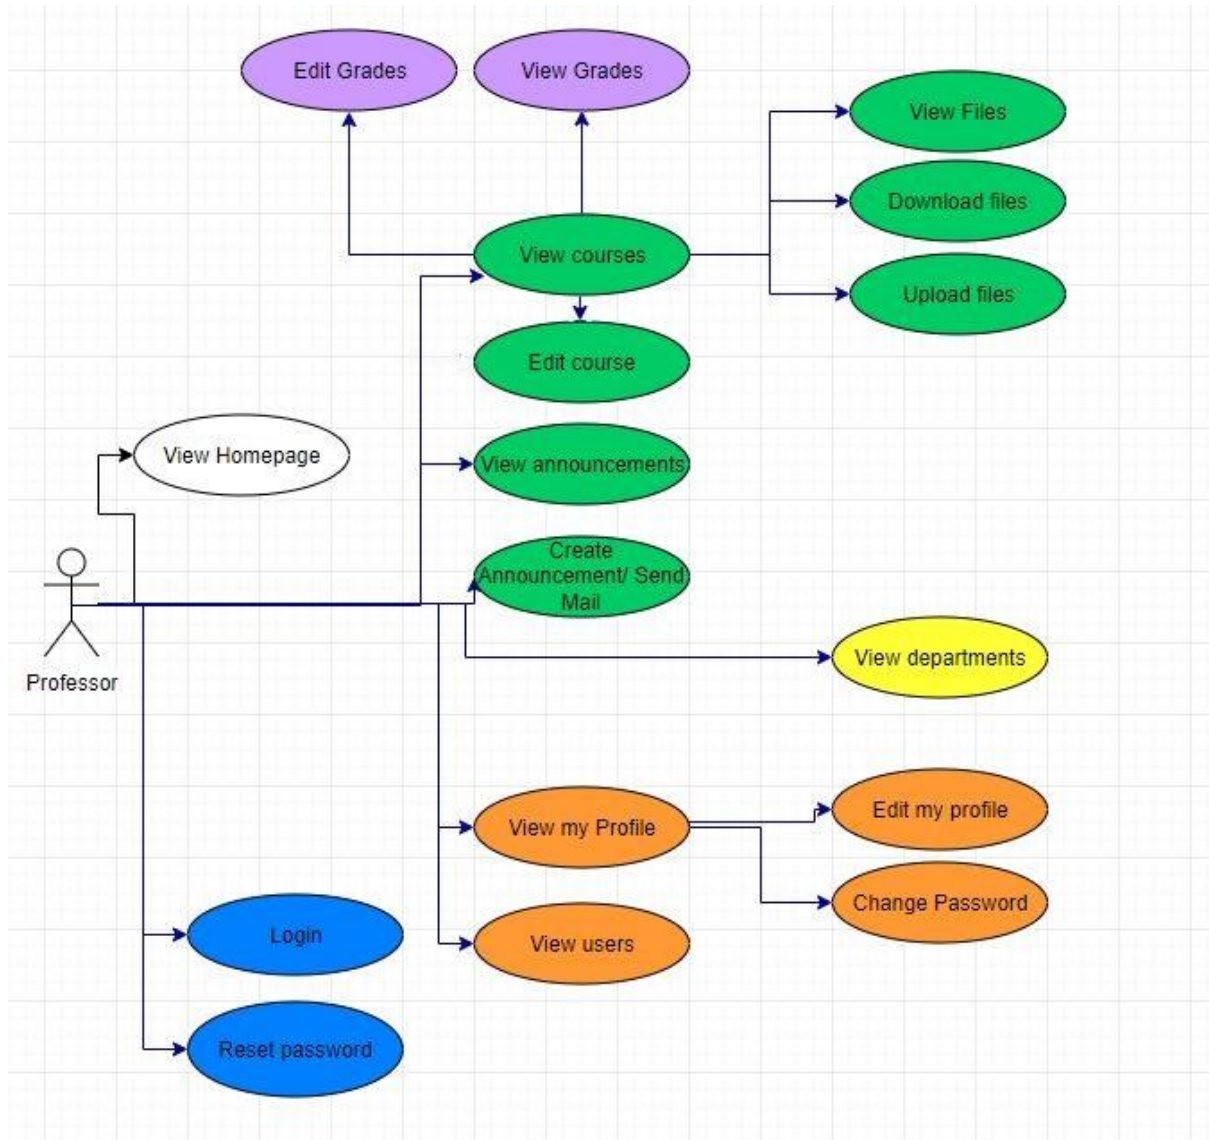 Edit Grades
View Grades
View Files
Download files
Upload files
View courses
Edit course
View Homepage
View announcements
Create
Announcement/ Send
Mail
Professor
View departments
View my Profile
Edit my profile
Change Password
Login
View users
Reset password